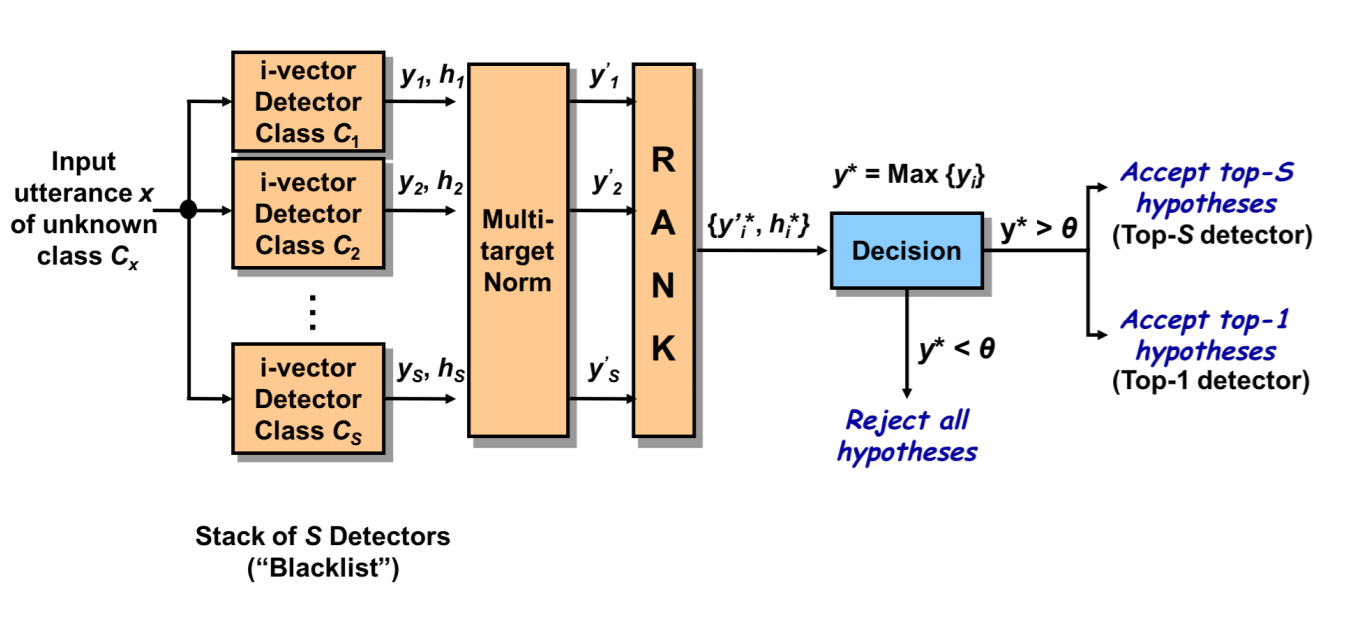 Input
utterance x
of unknown
class Cx
i-vector
Detector
Class C1
i-vector
Detector
Class C2
⋮
i-vector
Detector
Class CS
y1, h1
y2, h2
yS, hS
Multi-
target
Norm
y'1
y'2
y'S
R
A
N
K
{y'i*, hi*}
y* = Max {yi}
Decision
y* > θ
y* < θ
Reject all
hypotheses
Accept top-S
hypotheses
(Top-S detector)
Accept top-1
hypotheses
(Top-1 detector)
Stack of S Detectors
(“Blacklist”)